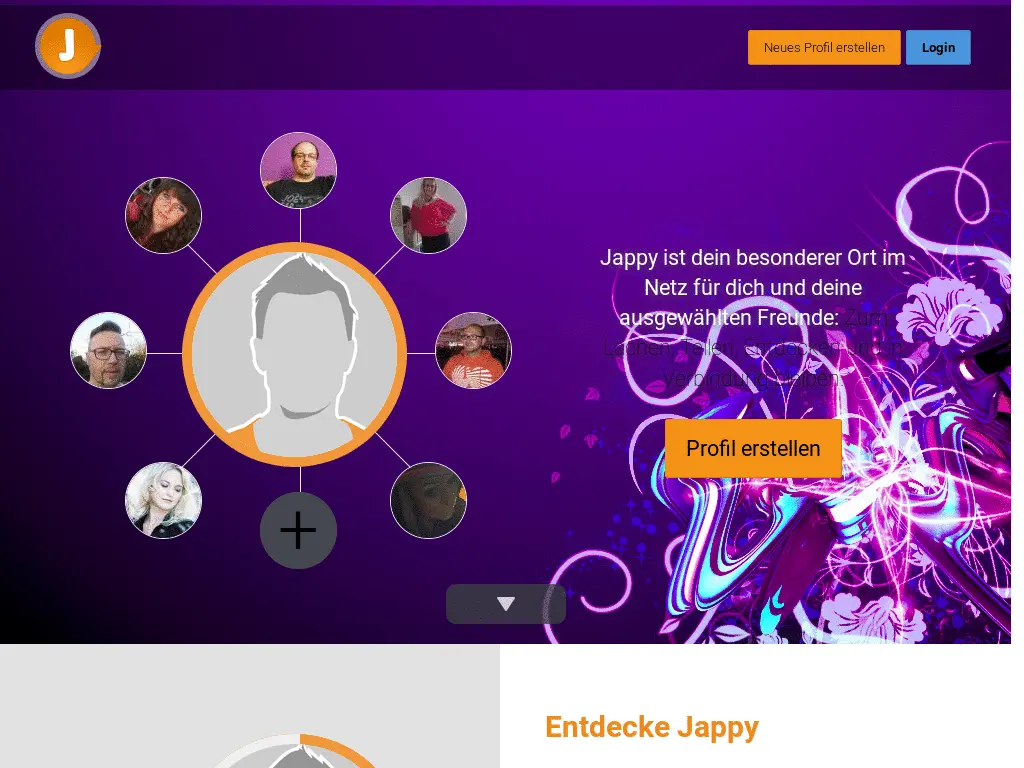 J
Neues Profil erstellen
Login
Jappy ist dein besonderer Ort im
Netz für dich und deine
ausgewählten Freunde: Zum
Lachen, Teilen, Entdecken und in
Verbindung bleiben.
Profil erstellen
Entdecke Jappy